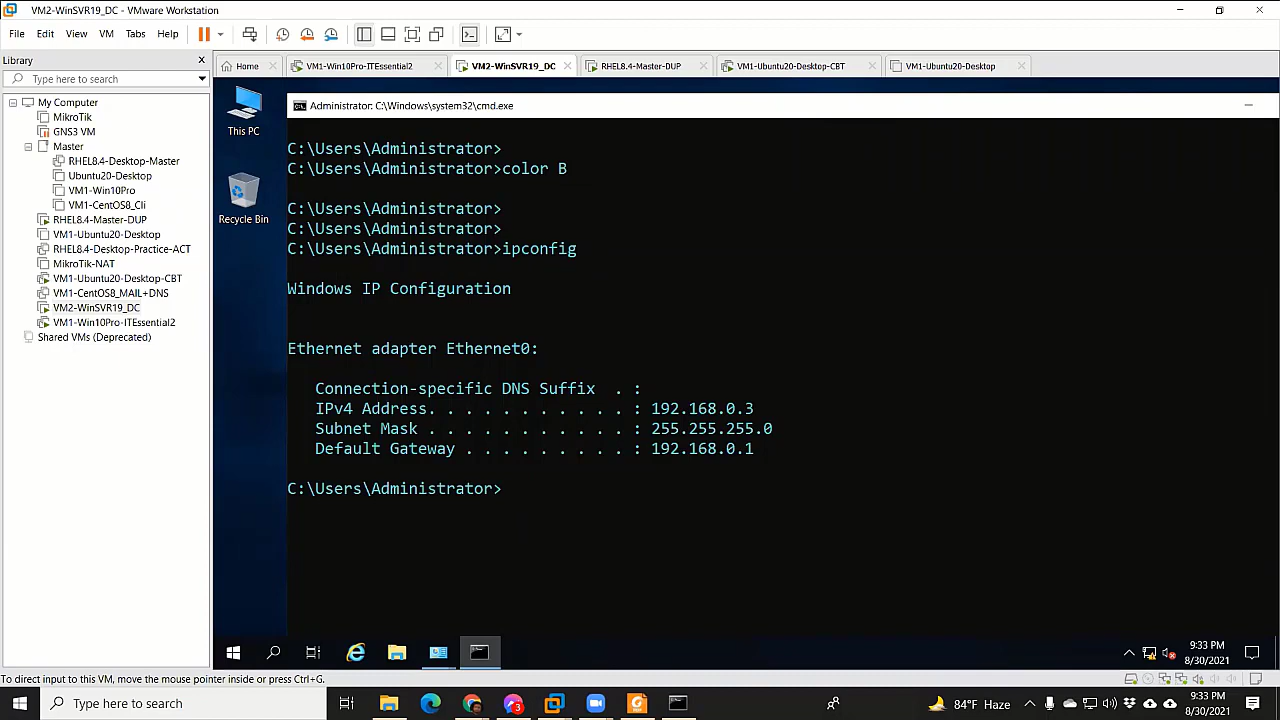 VM2-WinSVR19_DC - VMware Workstation
File Edit View VM Tabs Help
Library
Type here to search
Home
VM1-Win10Pro-ITEssential2
VM2-WinSVR19_DC
RHEL8.4-Master-DUP
VM1-Ubuntu20-Desktop-CBT
VM1-Ubuntu20-Desktop
My Computer
MikroTik
GNS3 VM
Master
RHEL8.4-Desktop-Master
Ubuntu20-Desktop
VM1-Win10Pro
VM1-CentOS8_Cli
RHEL8.4-Master-DUP
VM1-Ubuntu20-Desktop
RHEL8.4-Desktop-Practice-ACT
MikroTik-NAT
VM1-Ubuntu20-Desktop-CBT
VM1-CentOS8_MAIL+DNS
VM2-WinSVR19_DC
VM1-Win10Pro-ITEssential2
Shared VMs (Deprecated)
This PC
Recycle Bin
Administrator: C:\Windows\system32\cmd.exe
C:\Users\Administrator>
C:\Users\Administrator>color B
C:\Users\Administrator>
C:\Users\Administrator>
C:\Users\Administrator>ipconfig
Windows IP Configuration
Ethernet adapter Ethernet0:
Connection-specific DNS Suffix . :
IPv4 Address. . . . . . . . . . . : 192.168.0.3
Subnet Mask . . . . . . . . . . . : 255.255.255.0
Default Gateway . . . . . . . . . : 192.168.0.1
C:\Users\Administrator>
9:33 PM
8/30/2021
To direct input to this VM, move the mouse pointer inside or press Ctrl+G.
Type here to search
84°F Haze
9:33 PM
8/30/2021